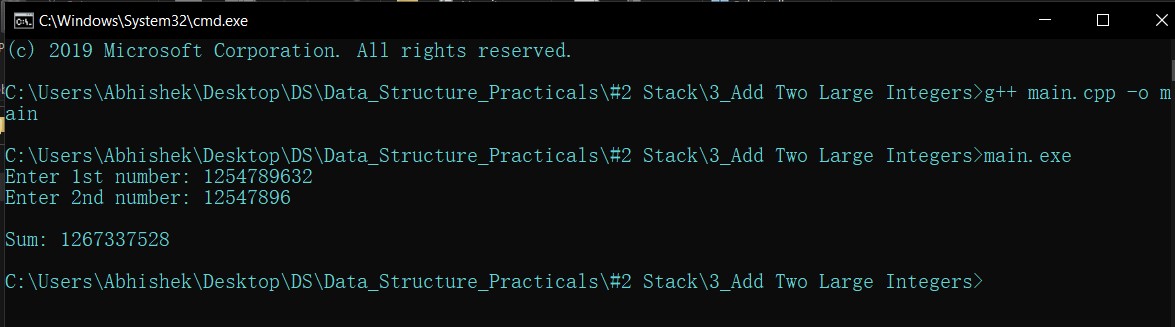 C:\Windows\System32\cmd.exe
(c) 2019 Microsoft Corporation. All rights reserved.
C:\Users\Abhishek\Desktop\DS\Data_Structure_Practicals\#2 Stack\3_Add Two Large Integers>g++ main.cpp -o m
ain
C:\Users\Abhishek\Desktop\DS\Data_Structure_Practicals\#2 Stack\3_Add Two Large Integers>main.exe
Enter 1st number: 1254789632
Enter 2nd number: 12547896
Sum: 1267337528
C:\Users\Abhishek\Desktop\DS\Data_Structure_Practicals\#2 Stack\3_Add Two Large Integers>